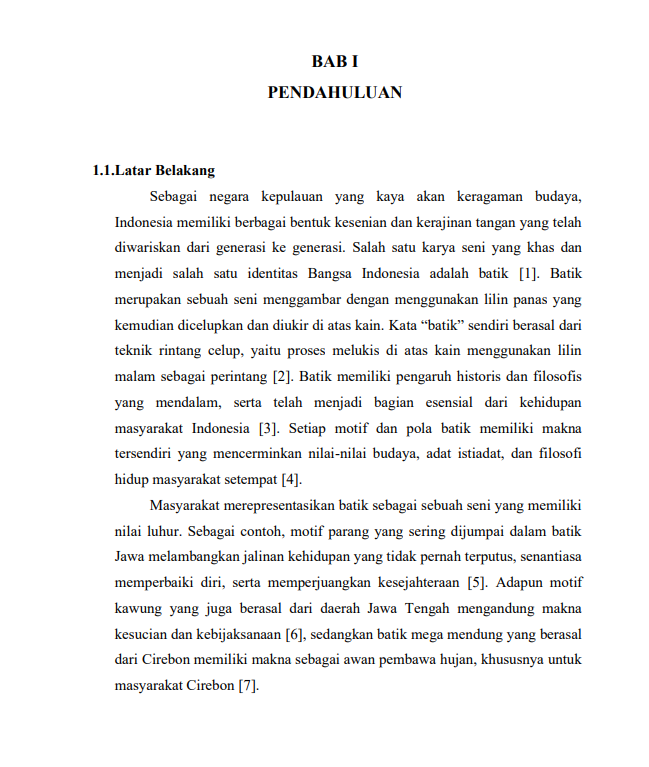 BAB I
PENDAHULUAN
1.1.Latar Belakang
Sebagai negara kepulauan yang kaya akan keragaman budaya,
Indonesia memiliki berbagai bentuk kesenian dan kerajinan tangan yang telah
diwariskan dari generasi ke generasi. Salah satu karya seni yang khas dan
menjadi salah satu identitas Bangsa Indonesia adalah batik [1]. Batik
merupakan sebuah seni menggambar dengan menggunakan lilin panas yang
kemudian dicelupkan dan diukir di atas kain. Kata “batik” sendiri berasal dari
teknik rintang celup, yaitu proses melukis di atas kain menggunakan lilin
malam sebagai perintang [2]. Batik memiliki pengaruh historis dan filosofis
yang mendalam, serta telah menjadi bagian esensial dari kehidupan
masyarakat Indonesia [3]. Setiap motif dan pola batik memiliki makna
tersendiri yang mencerminkan nilai-nilai budaya, adat istiadat, dan filosofi
hidup masyarakat setempat [4].
Masyarakat merepresentasikan batik sebagai sebuah seni yang memiliki
nilai luhur. Sebagai contoh, motif parang yang sering dijumpai dalam batik
Jawa melambangkan jalinan kehidupan yang tidak pernah terputus, senantiasa
memperbaiki diri, serta memperjuangkan kesejahteraan [5]. Adapun motif
kawung yang juga berasal dari daerah Jawa Tengah mengandung makna
kesucian dan kebijaksanaan [6], sedangkan batik mega mendung yang berasal
dari Cirebon memiliki makna sebagai awan pembawa hujan, khususnya untuk
masyarakat Cirebon [7].